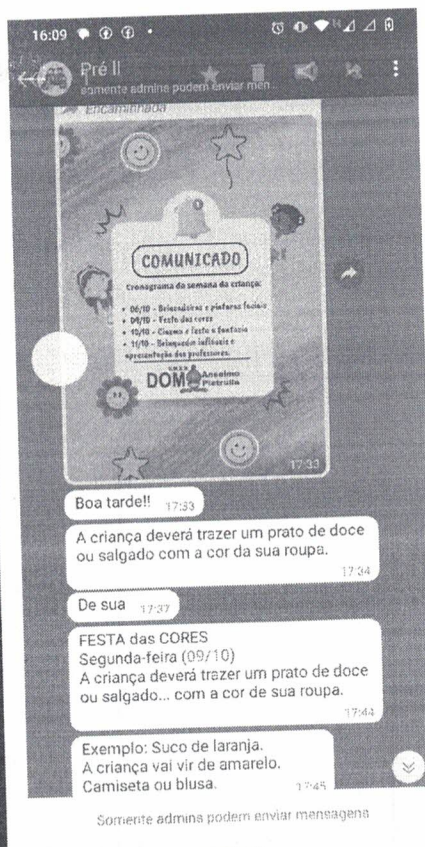 16:09
Pré II
somente admins podem enviar men...
Encaminhada
COMUNICADO
Cronograma da semana da criança:
• 06/10 - Brincadeiras e pinturas faciais
• 09/10 - Festa das cores
• 10/10 - Cinema e festa a fantasia
• 11/10 - Brinquedos infláveis e
apresentação dos professores.
DOM Anselmo
Pietrulla
17:33
Boa tarde!! 17:33
A criança deverá trazer um prato de doce
ou salgado com a cor da sua roupa.
17:34
De sua 17:37
FESTA das CORES
Segunda-feira (09/10)
A criança deverá trazer um prato de doce
ou salgado... com a cor de sua roupa.
17:44
Exemplo: Suco de laranja.
A criança vai vir de amarelo.
Camiseta ou blusa. 17:45
Somente admins podem enviar mensagens